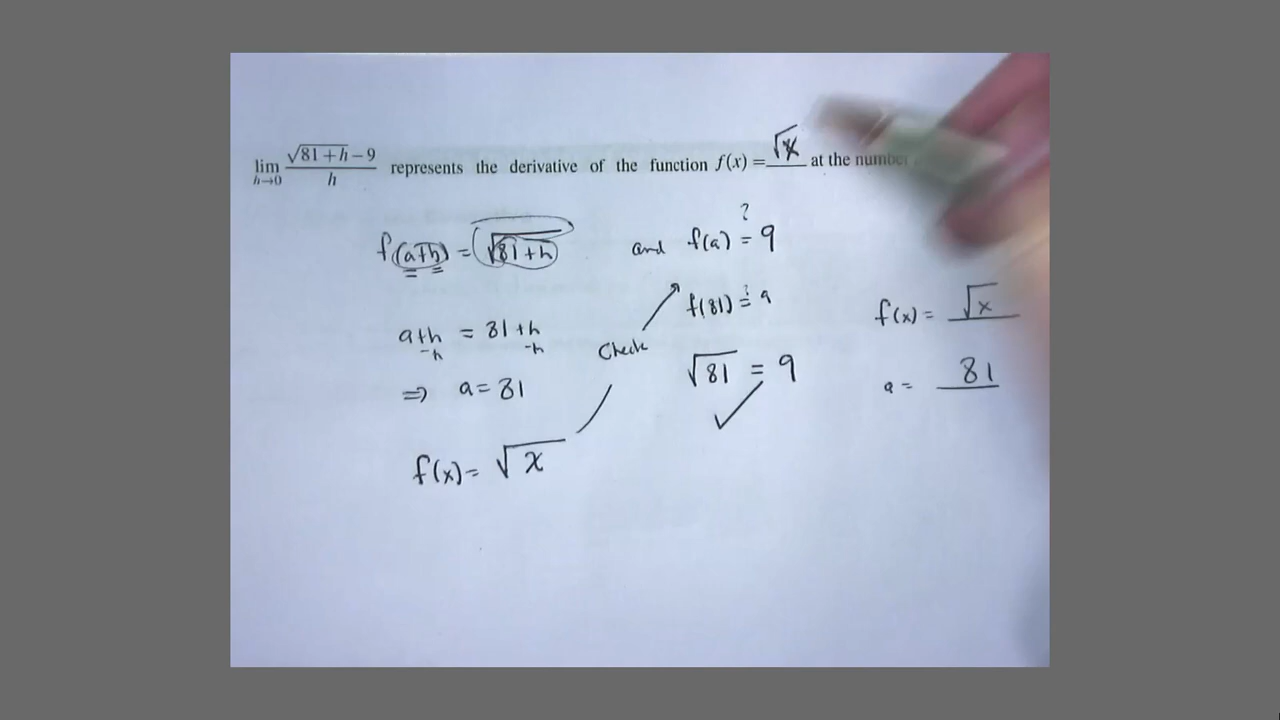 lim h→0 √81+h − 9 / h represents the derivative of the function f(x) = √x at the number
f(a+h) = √81+h and f(a) ?= 9
f(81) ?= 9
f(x) = √x
a+h = 81+h
-h -h
Check
√81 = 9 ✓
a = 81
⇒ a = 81
f(x) = √x